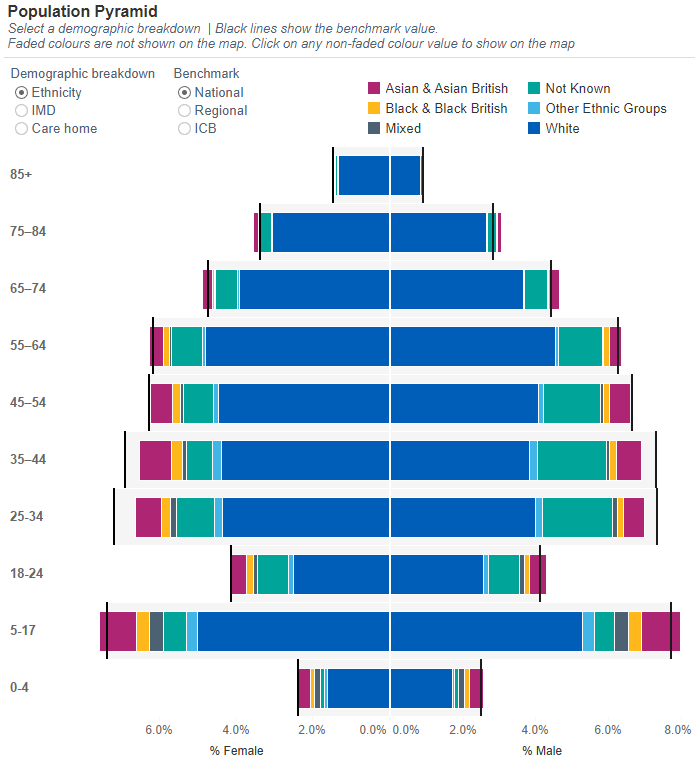 Population Pyramid
Select a demographic breakdown | Black lines show the benchmark value.
Faded colours are not shown on the map. Click on any non-faded colour value to show on the map
Demographic breakdown
Ethnicity
IMD
Care home
Benchmark
National
Regional
ICB
Asian & Asian British
Black & Black British
Mixed
Not Known
Other Ethnic Groups
White
85+
75–84
65–74
55–64
45–54
35–44
25-34
18-24
5-17
0-4
6.0% 4.0% 2.0% 0.0% 0.0% 2.0% 4.0% 6.0% 8.0%
% Female % Male